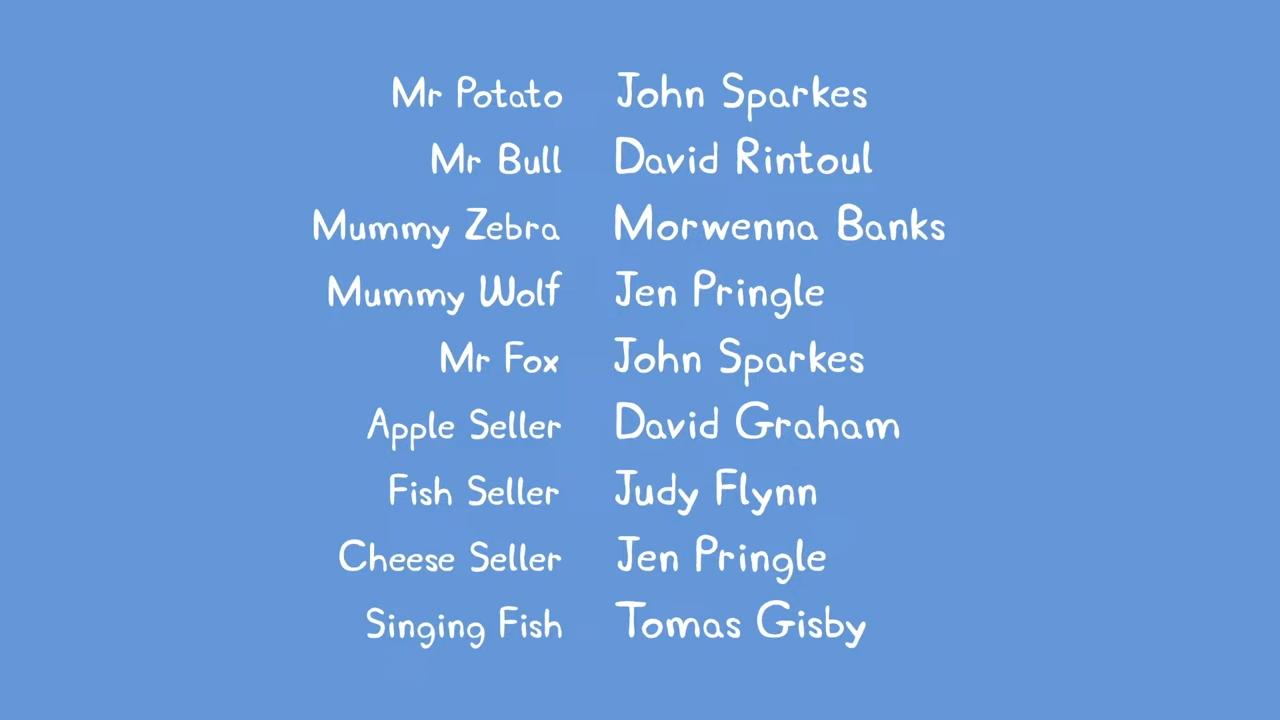 Mr Potato John Sparkes
Mr Bull David Rintoul
Mummy Zebra Morwenna Banks
Mummy Wolf Jen Pringle
Mr Fox John Sparkes
Apple Seller David Graham
Fish Seller Judy Flynn
Cheese Seller Jen Pringle
Singing Fish Tomas Gisby